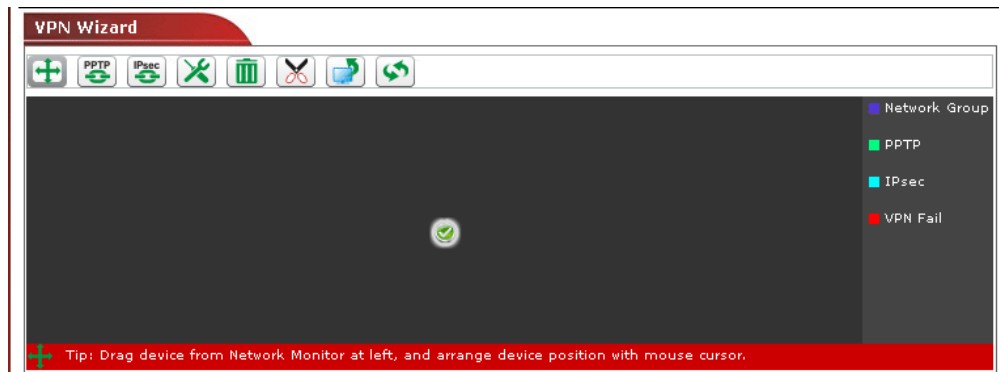 VPN Wizard
PPTP
IPsec
Network Group
PPTP
IPsec
VPN Fail
Tip: Drag device from Network Monitor at left, and arrange device position with mouse cursor.